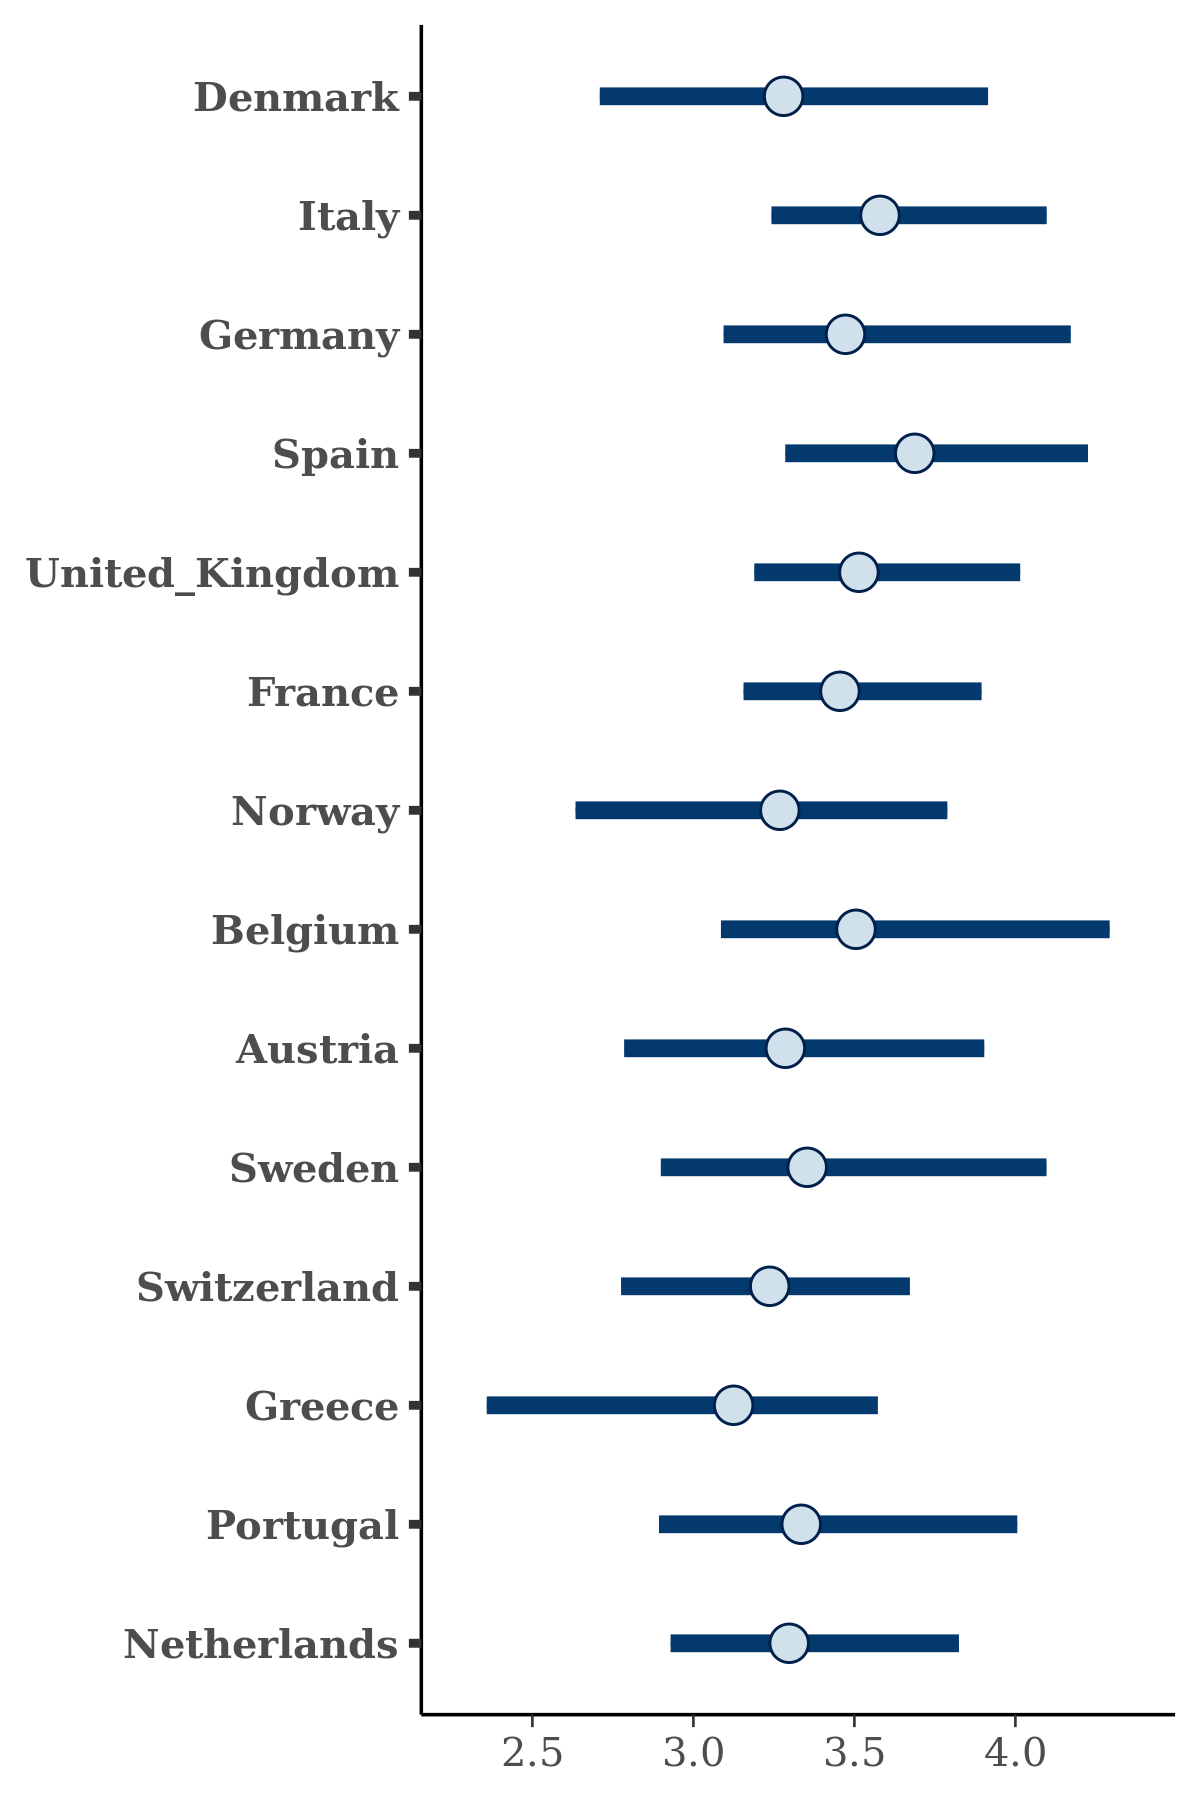 Denmark
Italy
Germany
Spain
United_Kingdom
France
Norway
Belgium
Austria
Sweden
Switzerland
Greece
Portugal
Netherlands
2.5 3.0 3.5 4.0